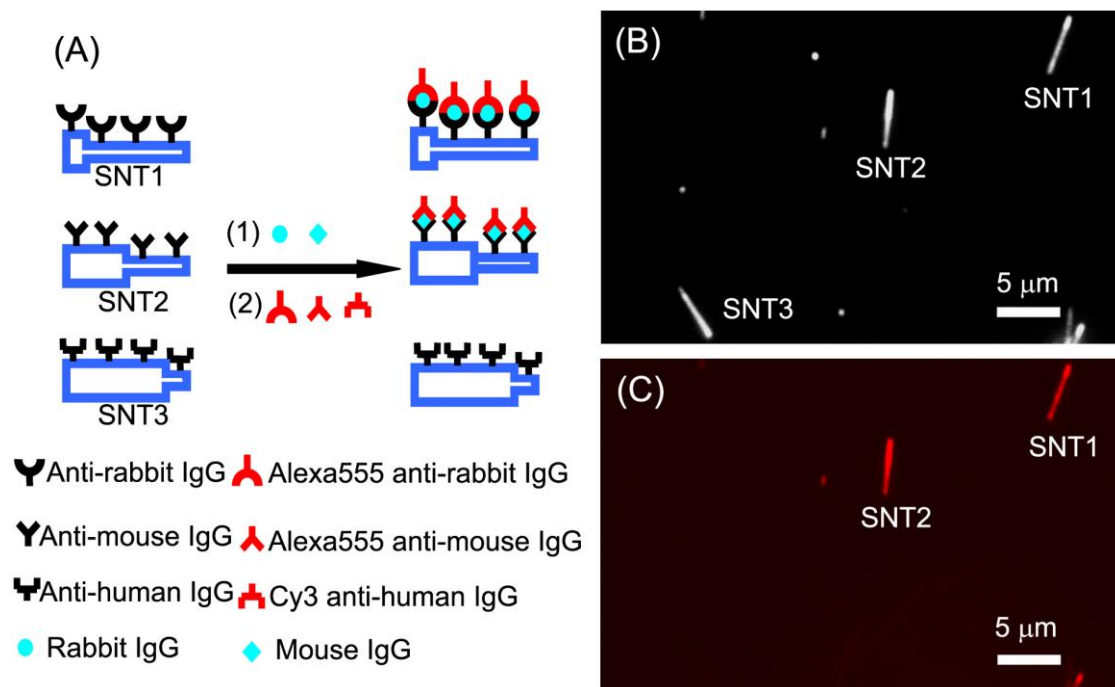 (A)
SNT1
SNT2
SNT3
(1)
(2)
Anti-rabbit IgG
Alexa555 anti-rabbit IgG
Anti-mouse IgG
Alexa555 anti-mouse IgG
Anti-human IgG
Cy3 anti-human IgG
Rabbit IgG
Mouse IgG
(B)
SNT1
SNT2
SNT3
5 μm
(C)
SNT1
SNT2
5 μm